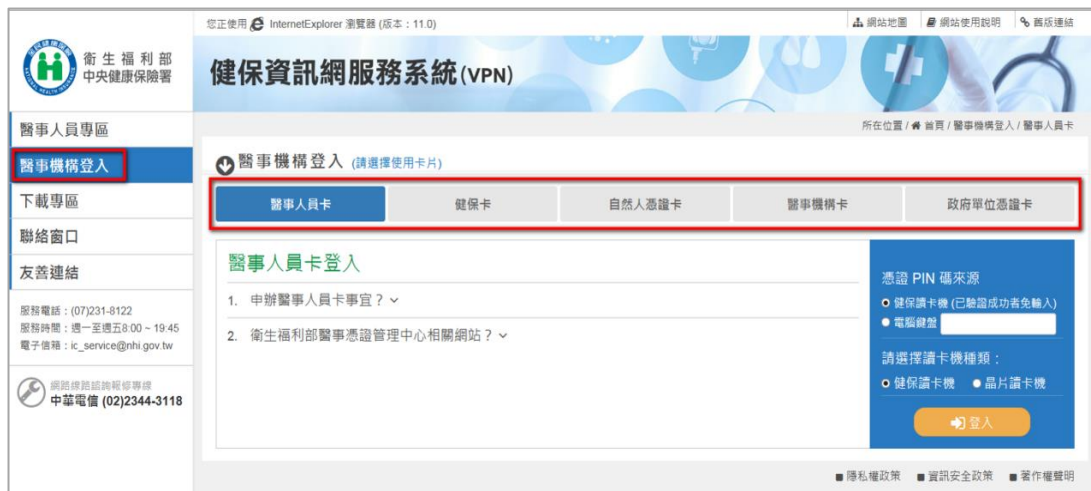 您正使用 InternetExplorer 瀏覽器 (版本：11.0)
網站地圖 網站使用說明 舊版連結
衛生福利部
中央健康保險署
健保資訊網服務系統(VPN)
所在位置 / 首頁 / 醫事機構登入 / 醫事人員卡
醫事人員專區
醫事機構登入
下載專區
聯絡窗口
友善連結
服務電話：(07)231-8122
服務時間：週一至週五8:00 ~ 19:45
電子信箱：ic_service@nhi.gov.tw
網路線路諮詢報修專線
中華電信 (02)2344-3118
醫事機構登入 (請選擇使用卡片)
醫事人員卡 健保卡 自然人憑證卡 醫事機構卡 政府單位憑證卡
醫事人員卡登入
1. 申辦醫事人員卡事宜？
2. 衛生福利部醫事憑證管理中心相關網站？
憑證 PIN 碼來源
健保讀卡機 (已驗證成功者免輸入)
電腦鍵盤
請選擇讀卡機種類：
健保讀卡機 晶片讀卡機
登入
隱私權政策 資訊安全政策 著作權聲明